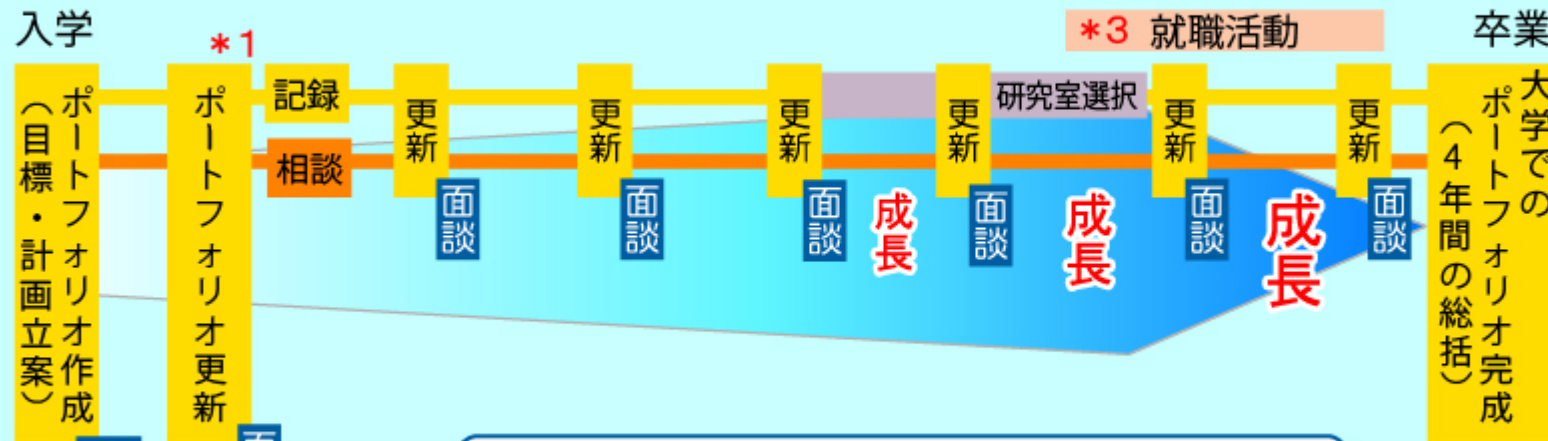 入学
*1
*3 就職活動
卒業
ポートフォリオ作成
(目標・計画立案)
ポートフォリオ更新
記録
相談
更新
面談
更新
面談
更新
面談
成長
更新
面談
研究室選択
成長
更新
面談
成長
更新
面談
大学での
ポートフォリオ完成
(4年間の総括)